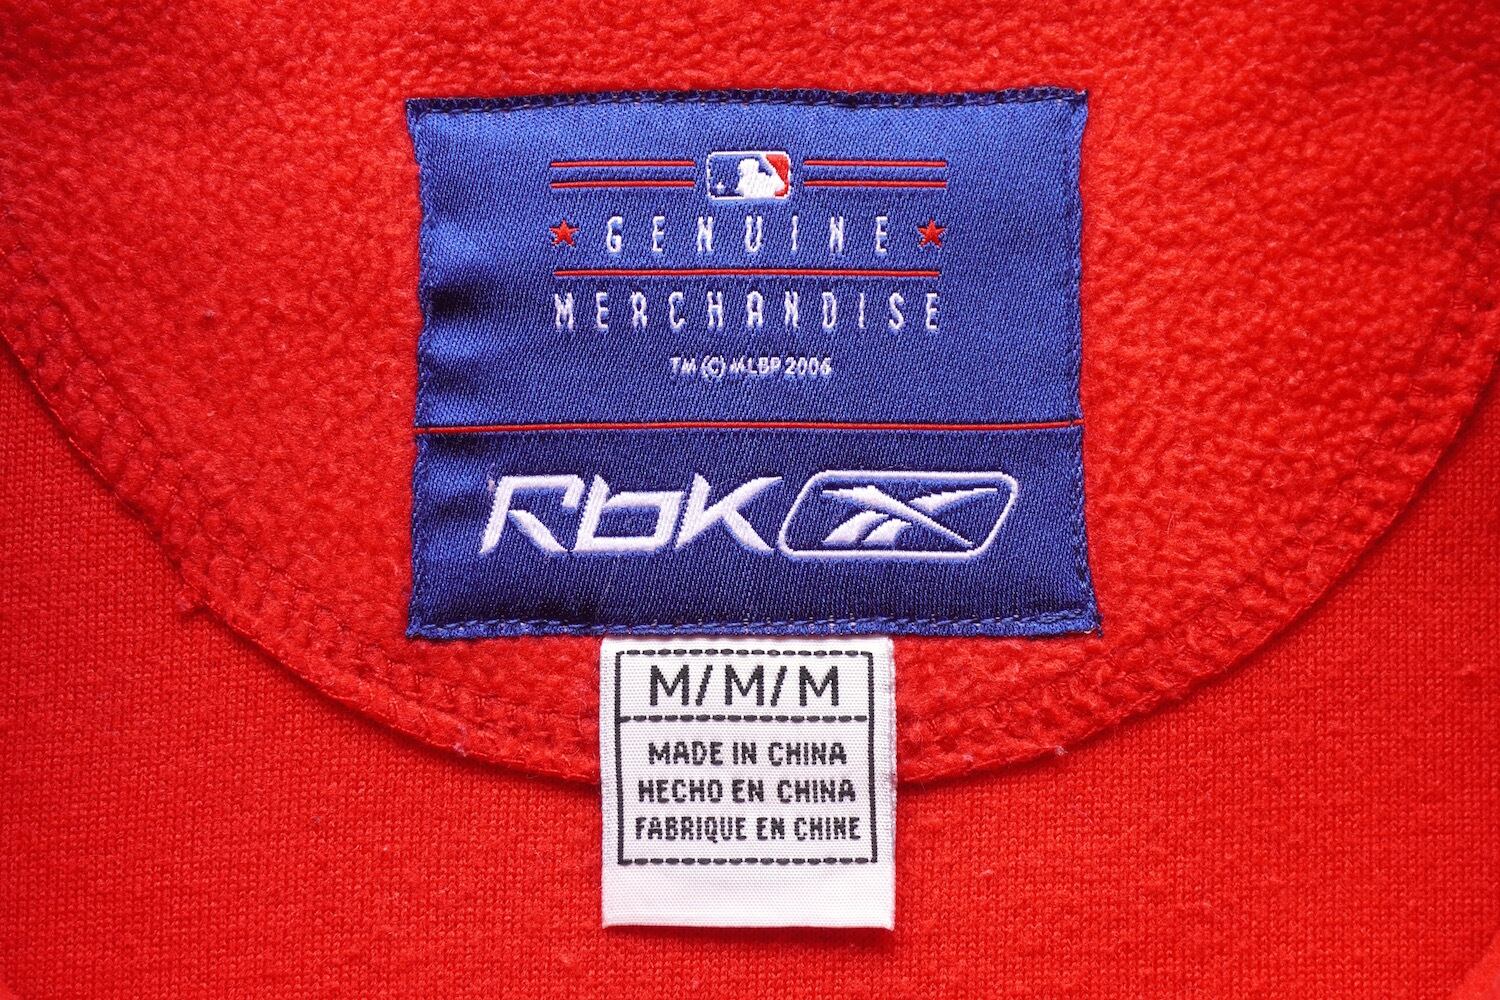 GENUINE
MERCHANDISE
TM (C) MLBP 2006
Rbk
M/M/M
MADE IN CHINA
HECHO EN CHINA
FABRIQUE EN CHINE